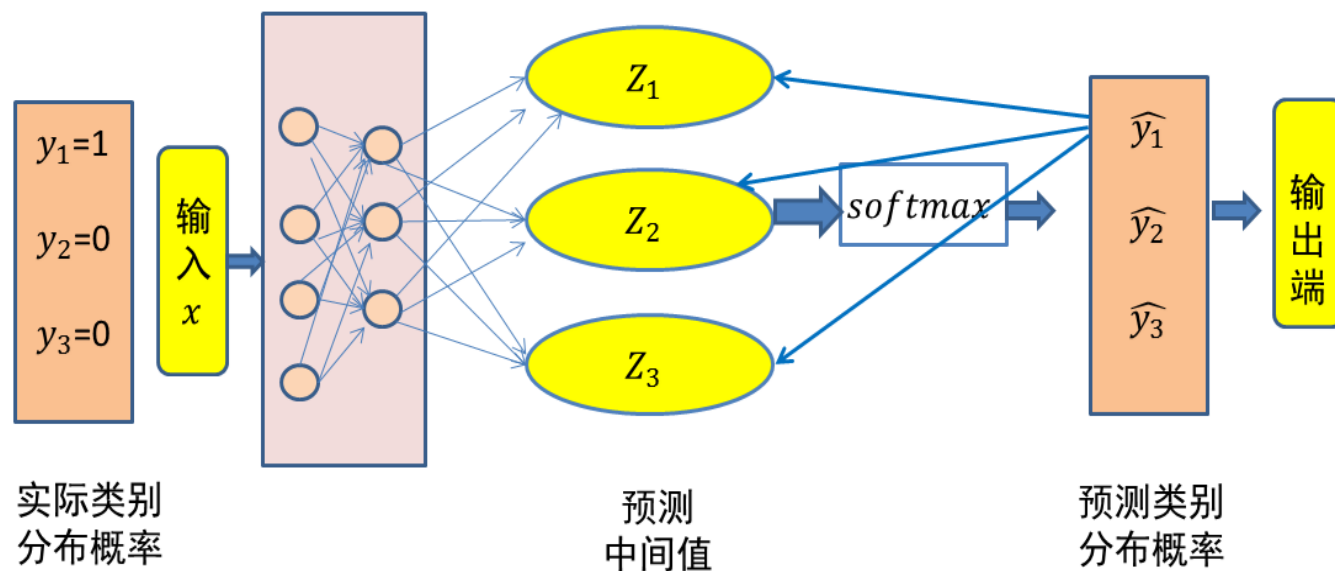 y₁=1
y₂=0
y₃=0
输
入
x
Z₁
Z₂
Z₃
softmax
ŷ₁
ŷ₂
ŷ₃
输
出
端
实际类别
分布概率
预测
中间值
预测类别
分布概率